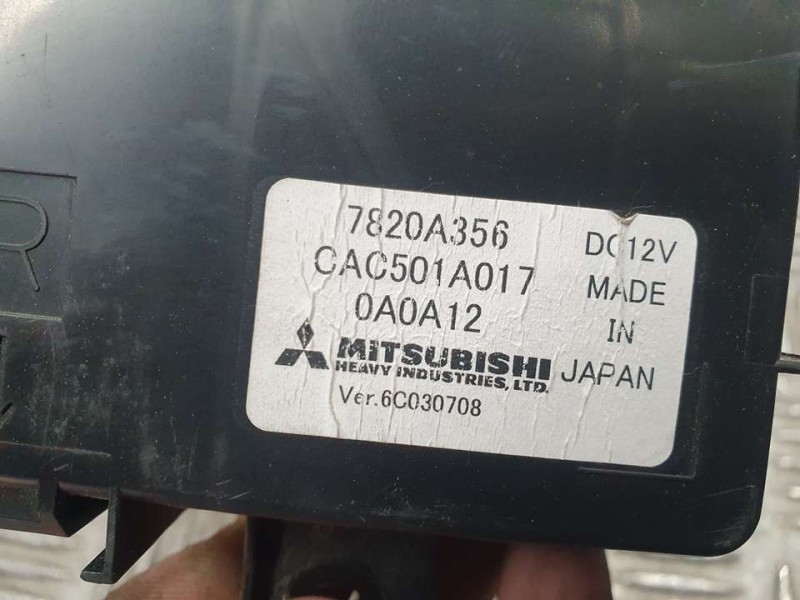 7820A356
CAC501A017
0A0A12
MITSUBISHI
HEAVY INDUSTRIES, LTD.
Ver.6C030708
DC12V
MADE
IN
JAPAN
R